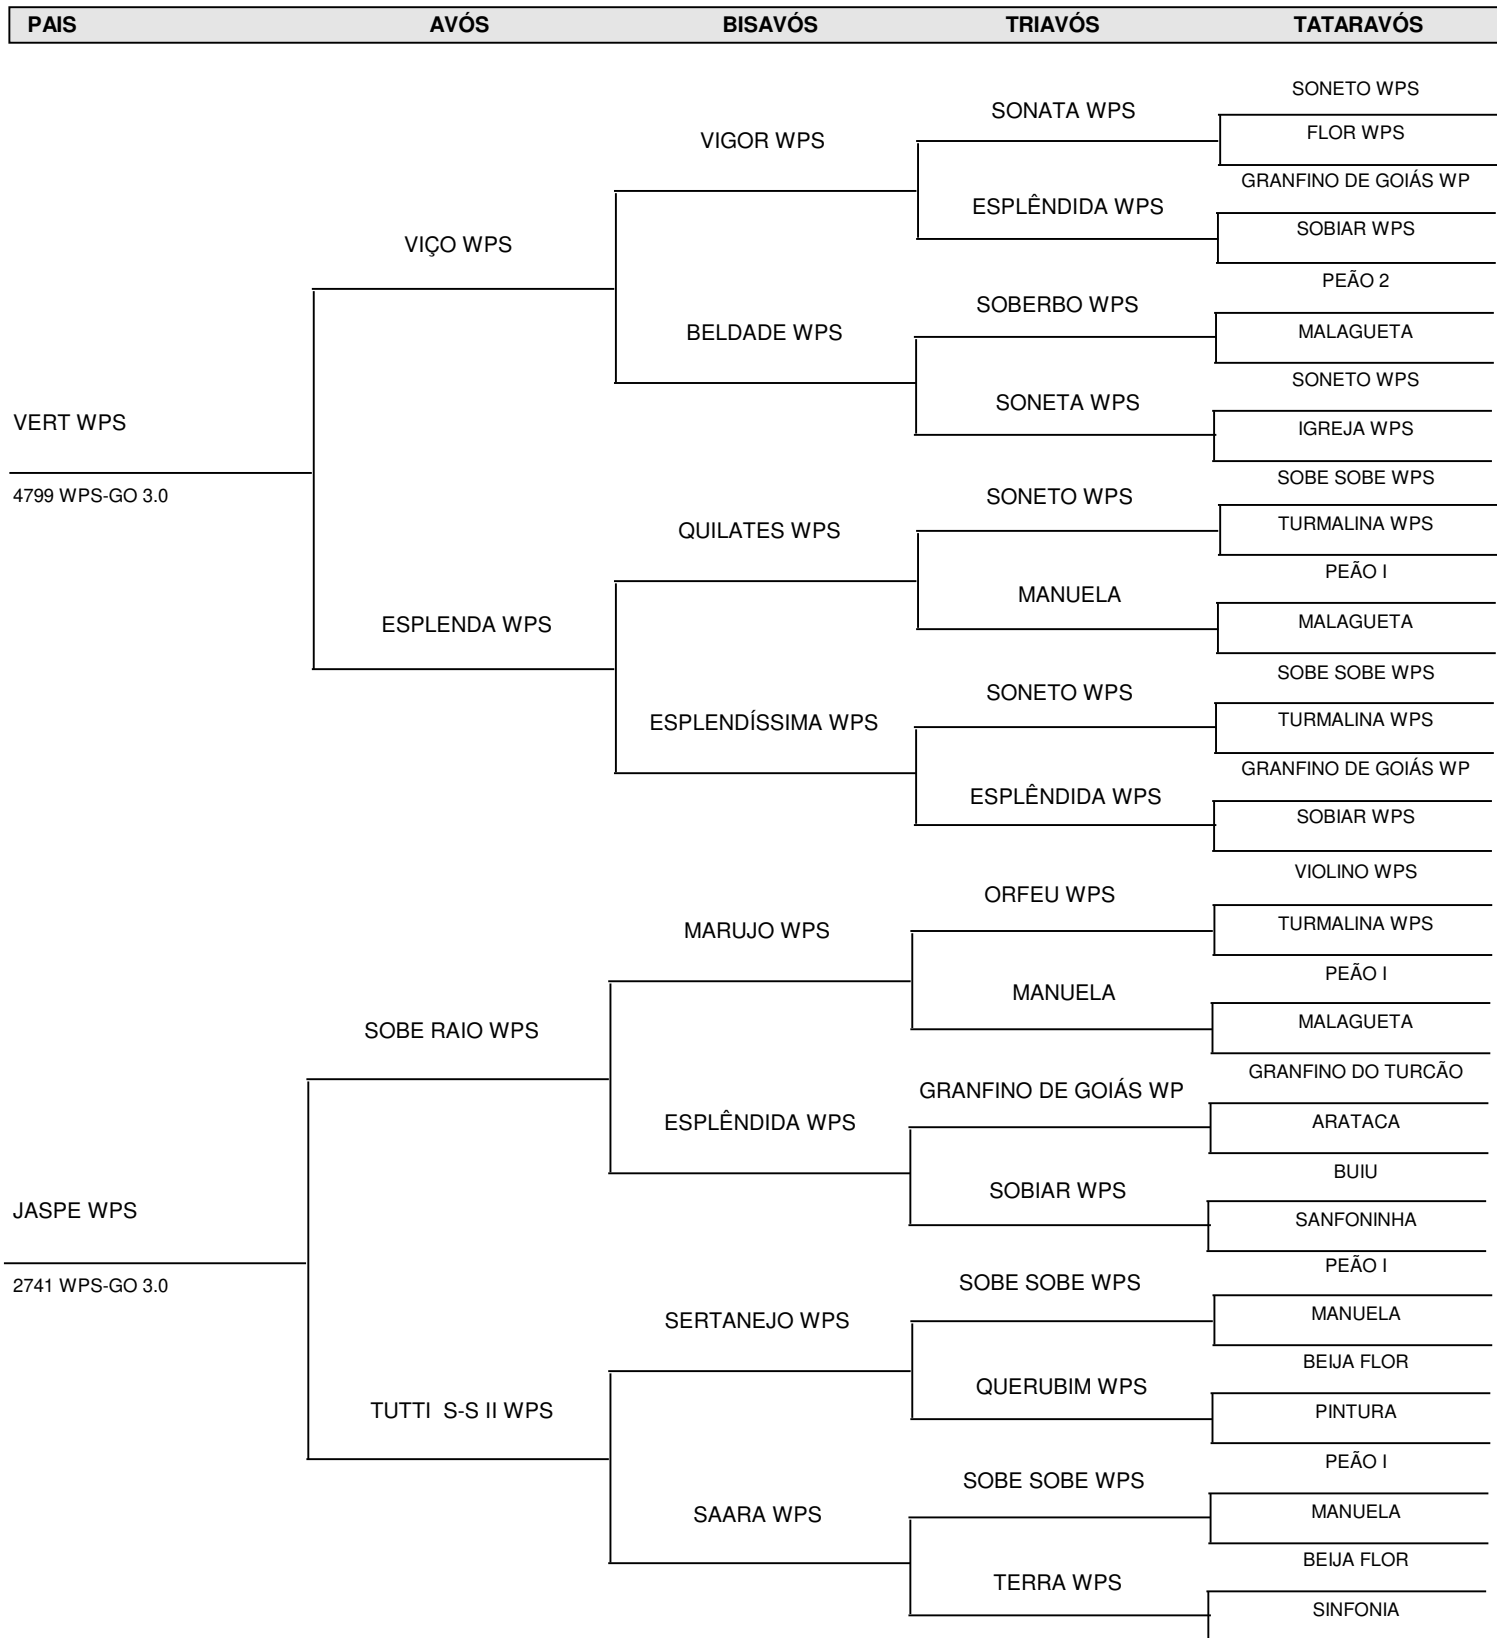 PAIS AVÓS BISAVÓS TRIAVÓS TATARAVÓS
SONETO WPS
SONATA WPS
FLOR WPS
VIGOR WPS
GRANFINO DE GOIÁS WP
ESPLÊNDIDA WPS
SOBIAR WPS
VIÇO WPS
PEÃO 2
SOBERBO WPS
BELDADE WPS
MALAGUETA
SONETO WPS
SONETA WPS
VERT WPS
IGREJA WPS
SOBE SOBE WPS
4799 WPS-GO 3.0
SONETO WPS
TURMALINA WPS
QUILATES WPS
PEÃO I
MANUELA
MALAGUETA
ESPLENDA WPS
SOBE SOBE WPS
SONETO WPS
TURMALINA WPS
ESPLENDÍSSIMA WPS
GRANFINO DE GOIÁS WP
ESPLÊNDIDA WPS
SOBIAR WPS
VIOLINO WPS
ORFEU WPS
TURMALINA WPS
MARUJO WPS
PEÃO I
MANUELA
MALAGUETA
SOBE RAIO WPS
GRANFINO DO TURCÃO
GRANFINO DE GOIÁS WP
ESPLÊNDIDA WPS
ARATACA
BUIU
SOBIAR WPS
JASPE WPS
SANFONINHA
PEÃO I
2741 WPS-GO 3.0
SOBE SOBE WPS
MANUELA
SERTANEJO WPS
BEIJA FLOR
QUERUBIM WPS
TUTTI S-S II WPS
PINTURA
PEÃO I
SOBE SOBE WPS
MANUELA
SAARA WPS
BEIJA FLOR
TERRA WPS
SINFONIA